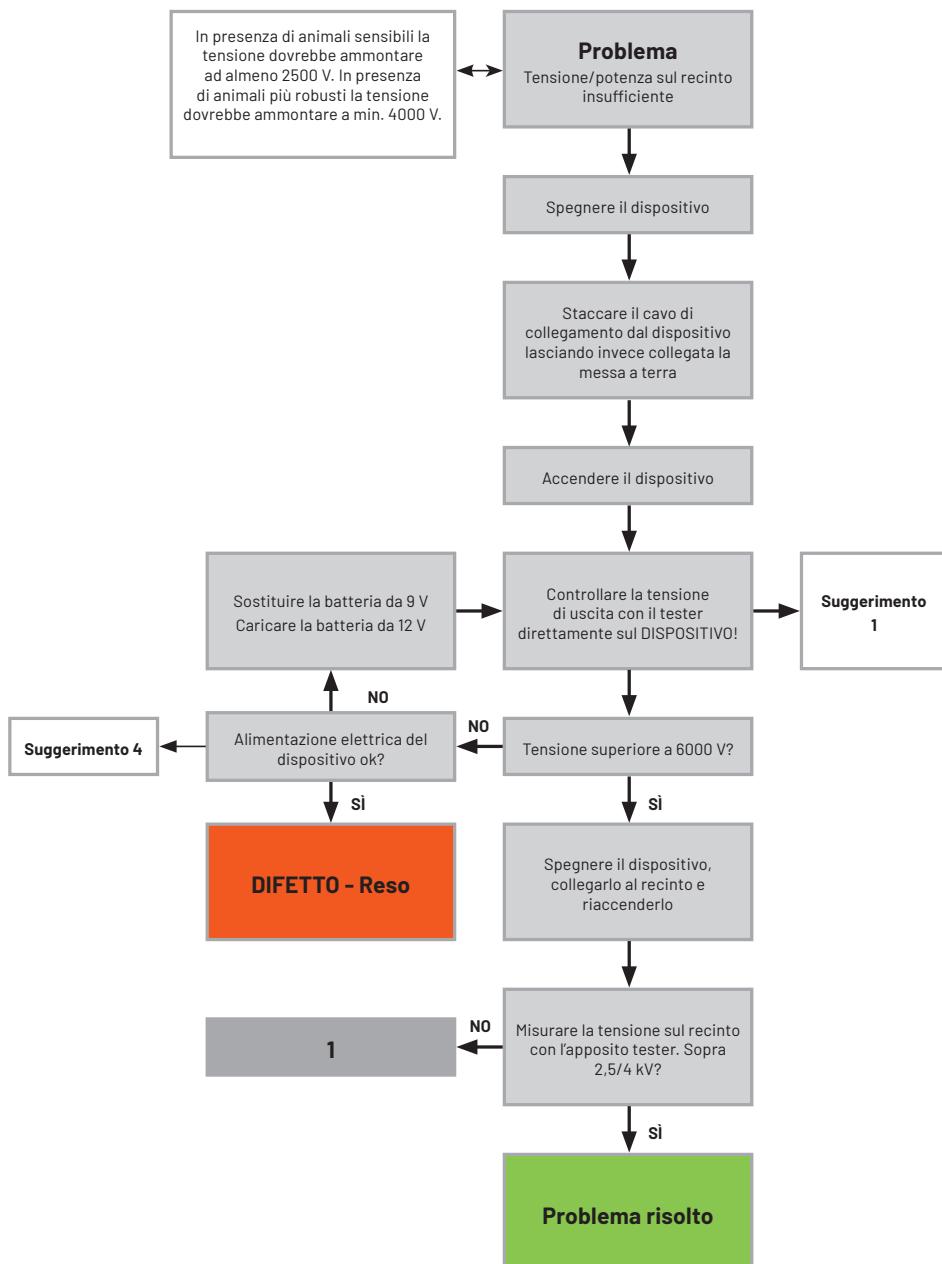 In presenza di animali sensibili la
tensione dovrebbe ammontare
ad almeno 2500 V. In presenza
di animali più robusti la tensione
dovrebbe ammontare a min. 4000 V.
Problema
Tensione/potenza sul recinto
insufficiente
Spegnere il dispositivo
Staccare il cavo di
collegamento dal dispositivo
lasciando invece collegata la
messa a terra
Accendere il dispositivo
Sostituire la batteria da 9 V
Caricare la batteria da 12 V
Controllare la tensione
di uscita con il tester
direttamente sul DISPOSITIVO!
Suggerimento
1
NO
Suggerimento 4
Alimentazione elettrica del
dispositivo ok?
NO
Tensione superiore a 6000 V?
SÌ
SÌ
DIFETTO - Reso
Spegnere il dispositivo,
collegarlo al recinto e
riaccenderlo
1
NO
Misurare la tensione sul recinto
con l'apposito tester. Sopra
2,5/4 kV?
SÌ
Problema risolto